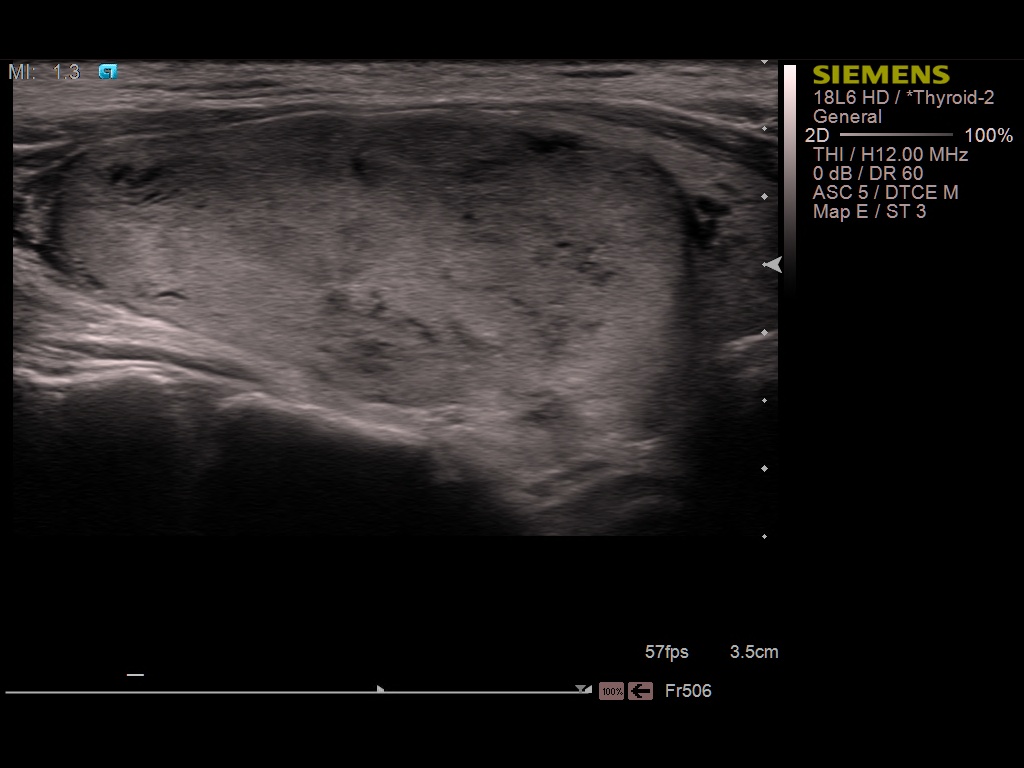 MI: 1.3
SIEMENS
18L6 HD / *Thyroid-2
General
2D 100%
THI / H12.00 MHz
0 dB / DR 60
ASC 5 / DTCE M
Map E / ST 3
57fps 3.5cm
100% Fr506